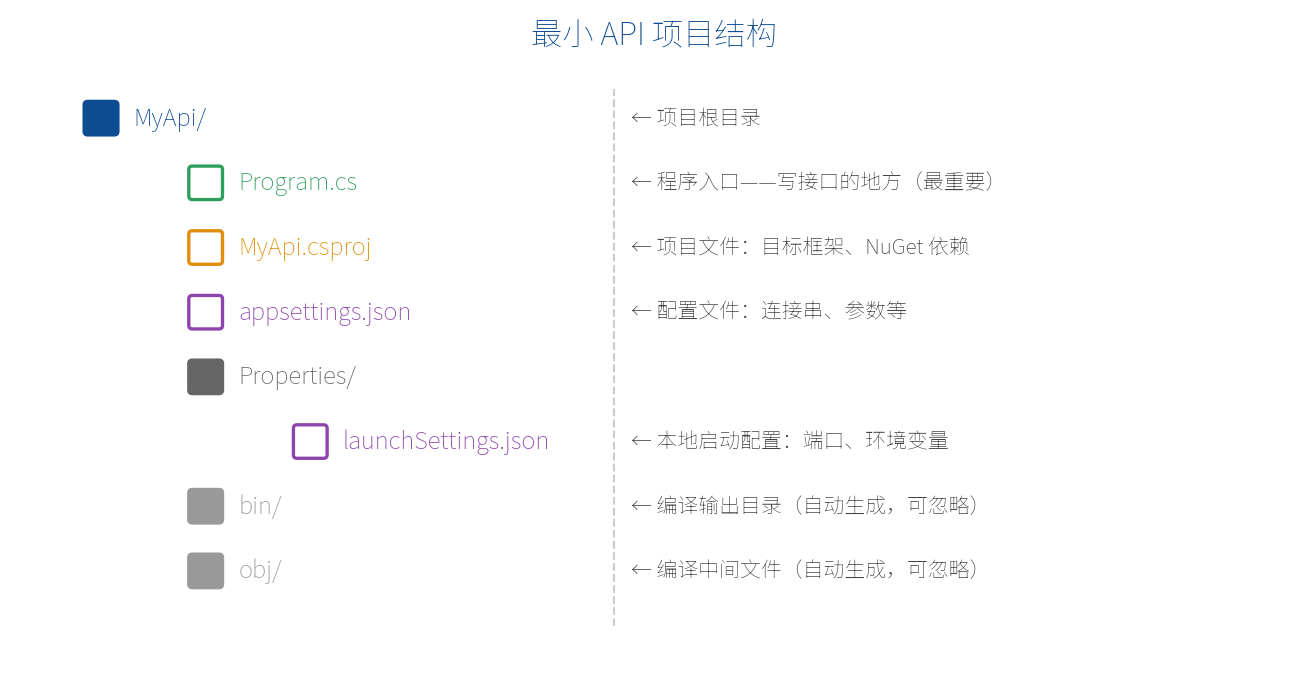 最小 API 项目结构
MyApi/ ← 项目根目录
Program.cs ← 程序入口——写接口的地方（最重要）
MyApi.csproj ← 项目文件：目标框架、NuGet 依赖
appsettings.json ← 配置文件：连接串、参数等
Properties/
launchSettings.json ← 本地启动配置：端口、环境变量
bin/ ← 编译输出目录（自动生成，可忽略）
obj/ ← 编译中间文件（自动生成，可忽略）